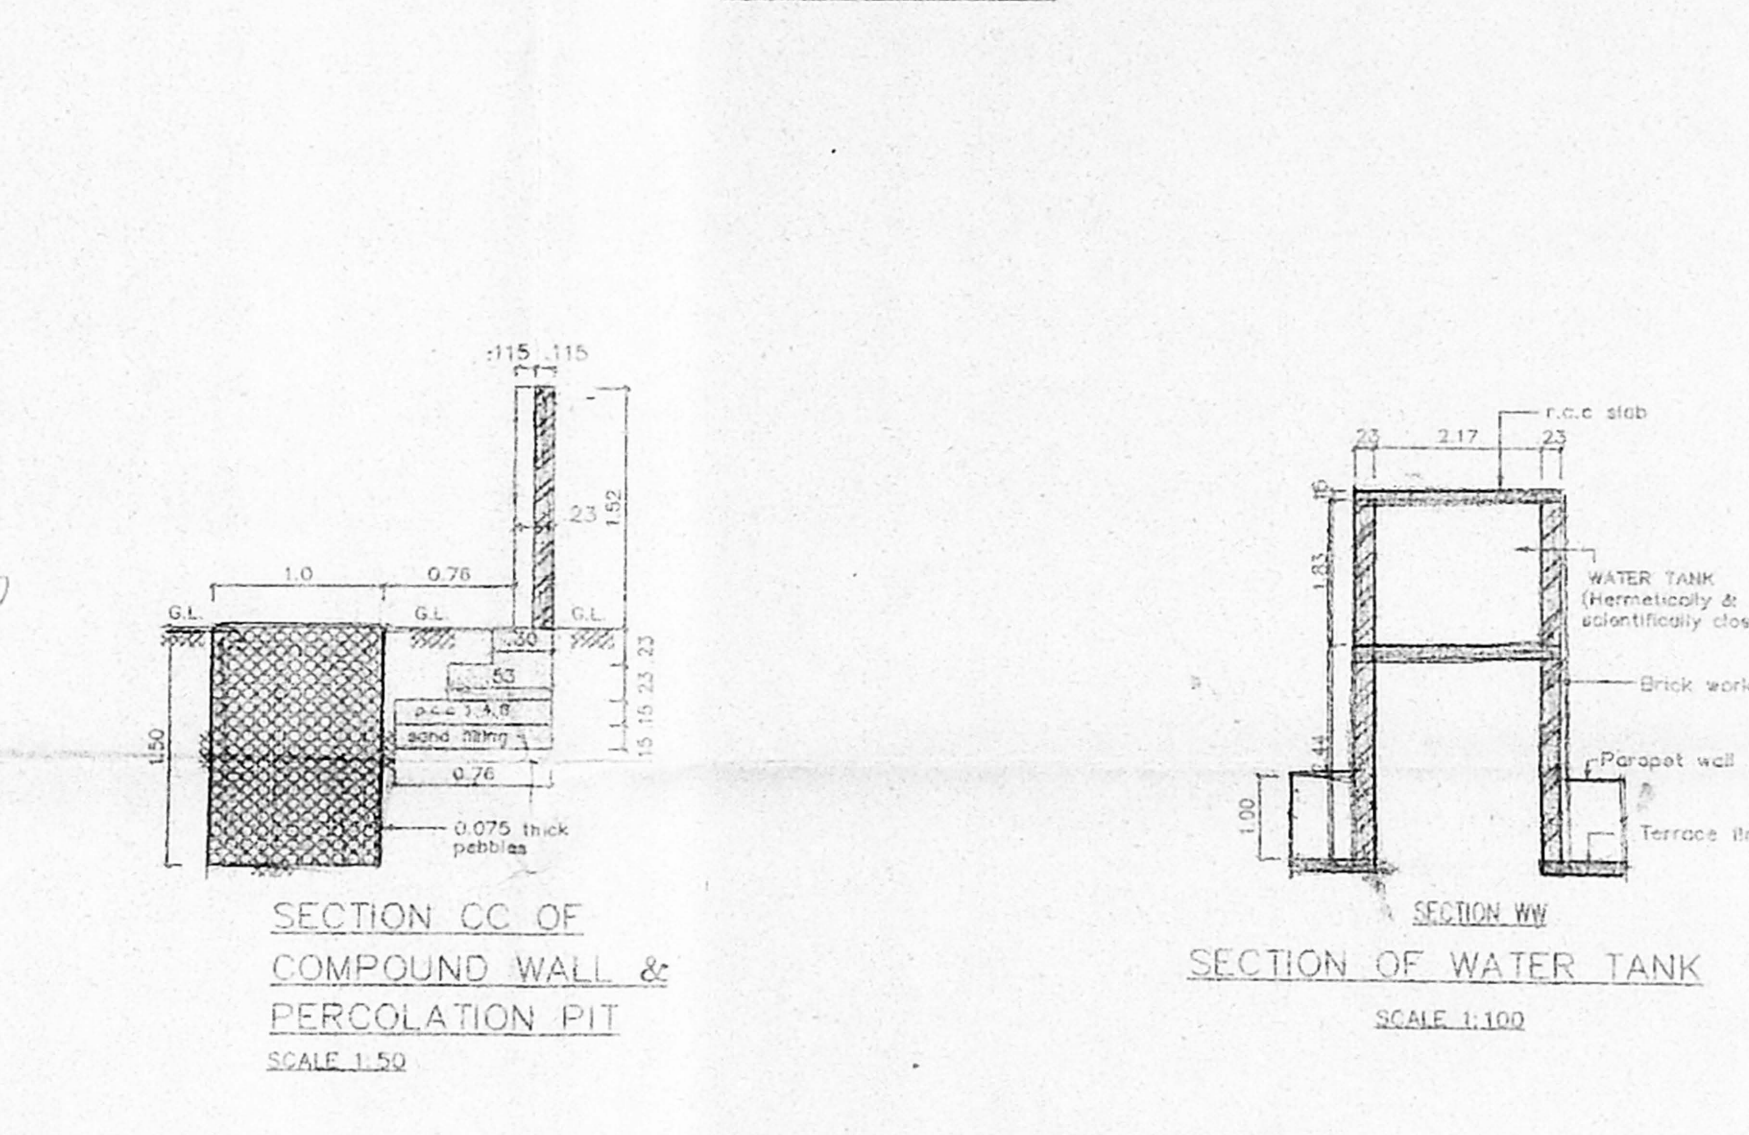 .115 .115
1.52
23
1.0
0.76
G.L.
G.L.
G.L.
.30
23
.53
23
p.c.c 1:4:8
15
sand filling
15
1.50
0.76
0.075 thick
pebbles
SECTION CC OF
COMPOUND WALL &
PERCOLATION PIT
SCALE 1:50
r.c.c slab
23
2.17
23
1.83
WATER TANK
(Hermetically &
scientifically clos
Brick work
Parapet wall
1.00
Terrace
SECTION WW
SECTION OF WATER TANK
SCALE 1:100